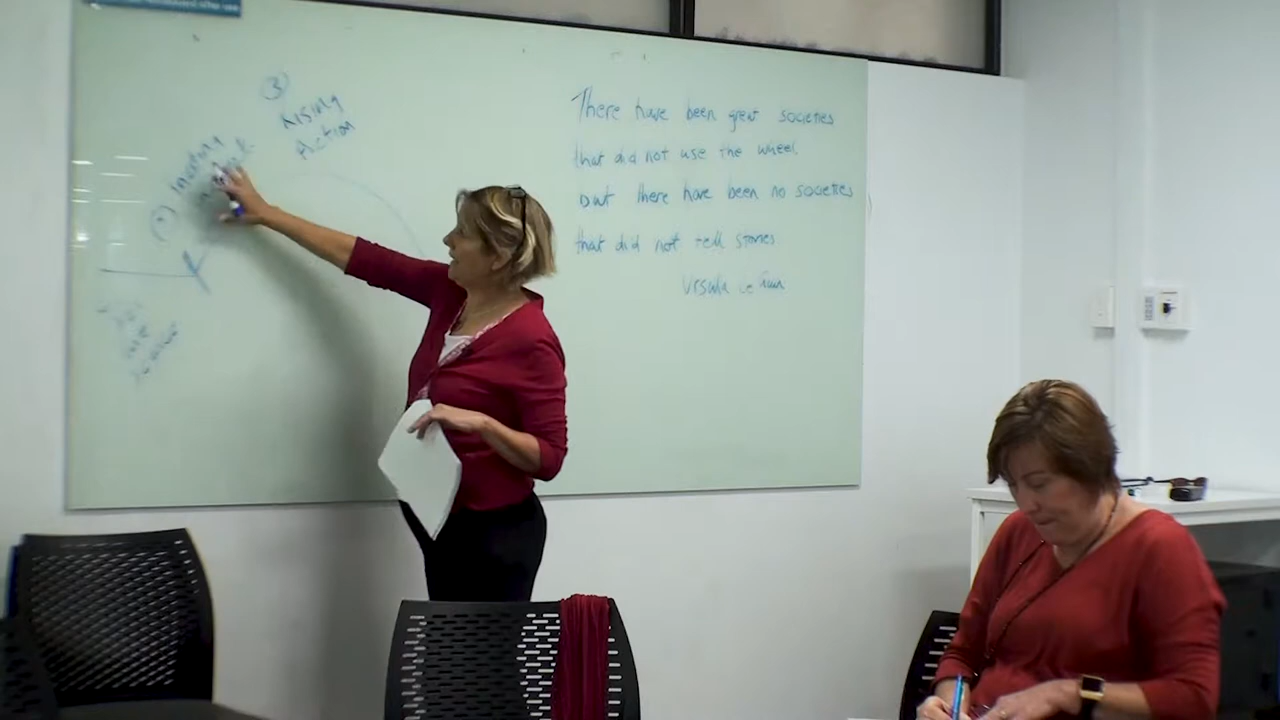 ③
Rising
Action
Inciting
There have been great societies
that did not use the wheel,
but there have been no societies
that did not tell stories
Ursula Le Guin